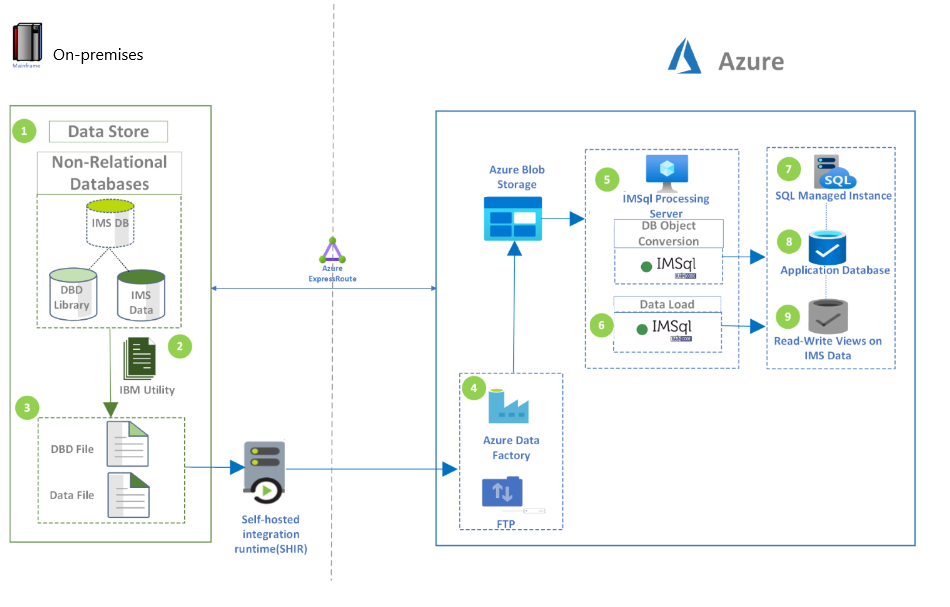 Mainframe
On-premises
Azure
1
Data Store
Non-Relational
Databases
IMS DB
DBD
Library
IMS
Data
2
IBM Utility
3
DBD File
Data File
Self-hosted
integration
runtime(SHIR)
Azure
ExpressRoute
4
Azure Data
Factory
FTP
Azure Blob
Storage
5
IMSql Processing
Server
DB Object
Conversion
IMSql
Data Load
6
IMSql
7
SQL
SQL Managed Instance
8
Application Database
9
Read-Write Views on
IMS Data